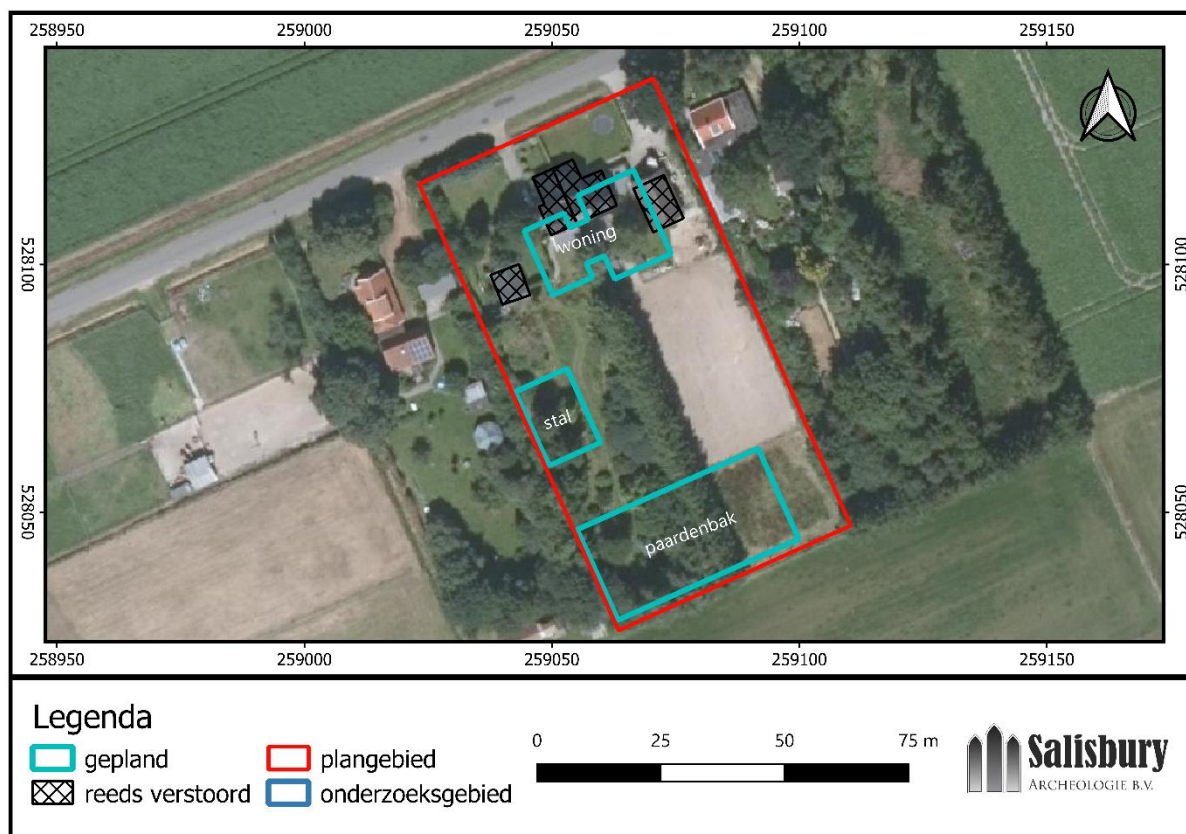 258950 259000 259050 259100 259150
528100 528100
woning
stal
528050 528050
paardenbak
258950 259000 259050 259100 259150
Legenda
gepland plangebied
reeds verstoord onderzoeksgebied
0 25 50 75 m
Salisbury
ARCHEOLOGIE B.V.